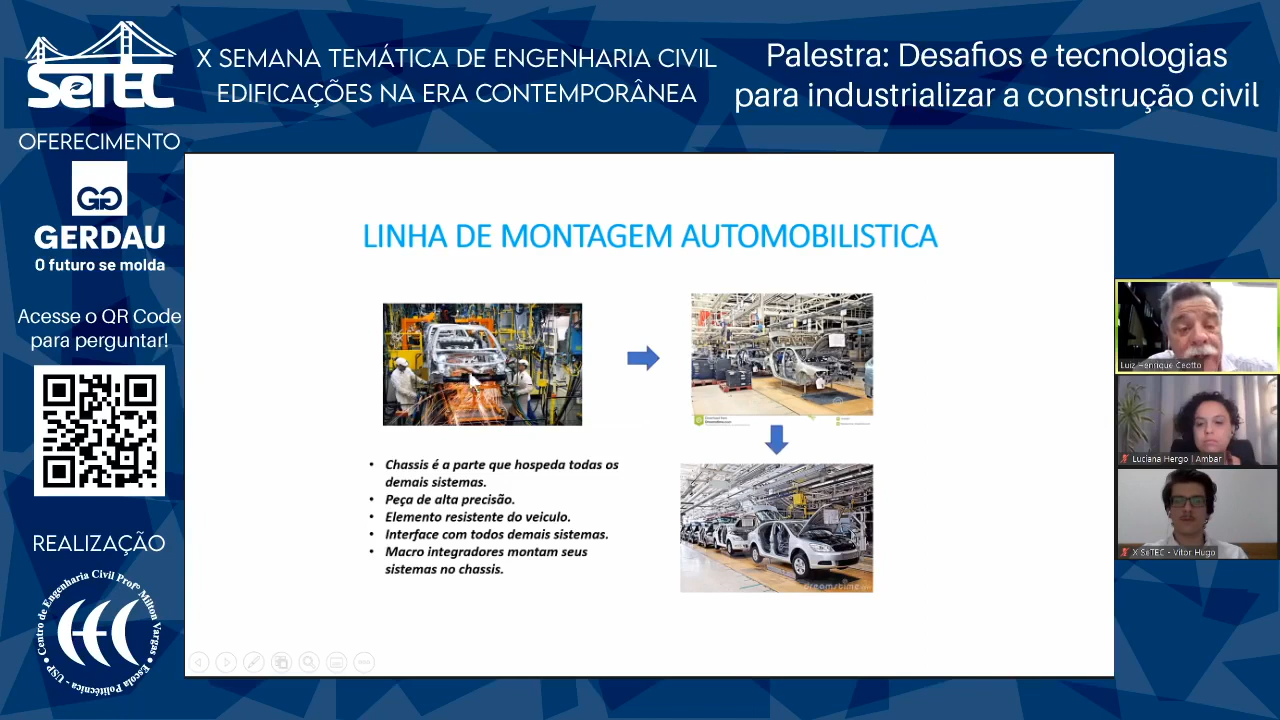 SeTEC
X SEMANA TEMÁTICA DE ENGENHARIA CIVIL
EDIFICAÇÕES NA ERA CONTEMPORÂNEA
Palestra: Desafios e tecnologias
para industrializar a construção civil
OFERECIMENTO
GG
GERDAU
O futuro se molda
Acesse o QR Code
para perguntar!
REALIZAÇÃO
Centro de Engenharia Civil Profº Milton Vargas • Escola Politécnica - USP •
CEC
LINHA DE MONTAGEM AUTOMOBILISTICA
• Chassis é a parte que hospeda todas os
demais sistemas.
• Peça de alta precisão.
• Elemento resistente do veiculo.
• Interface com todos demais sistemas.
• Macro integradores montam seus
sistemas no chassis.
dreamstime
Luiz Henrique Ceotto
Luciana Hergo | Ambar
X SeTEC - Vitor Hugo